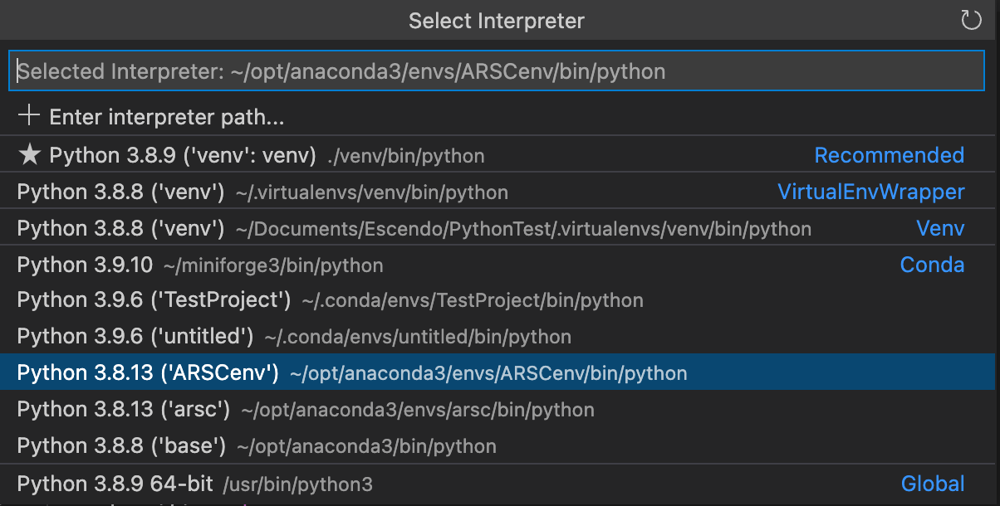 Select Interpreter
Selected Interpreter: ~/opt/anaconda3/envs/ARSCenv/bin/python
Enter interpreter path...
Python 3.8.9 ('venv': venv) ./venv/bin/python Recommended
Python 3.8.8 ('venv') ~/.virtualenvs/venv/bin/python VirtualEnvWrapper
Python 3.8.8 ('venv') ~/Documents/Escendo/PythonTest/.virtualenvs/venv/bin/python Venv
Python 3.9.10 ~/miniforge3/bin/python Conda
Python 3.9.6 ('TestProject') ~/.conda/envs/TestProject/bin/python
Python 3.9.6 ('untitled') ~/.conda/envs/untitled/bin/python
Python 3.8.13 ('ARSCenv') ~/opt/anaconda3/envs/ARSCenv/bin/python
Python 3.8.13 ('arsc') ~/opt/anaconda3/envs/arsc/bin/python
Python 3.8.8 ('base') ~/opt/anaconda3/bin/python
Python 3.8.9 64-bit /usr/bin/python3 Global